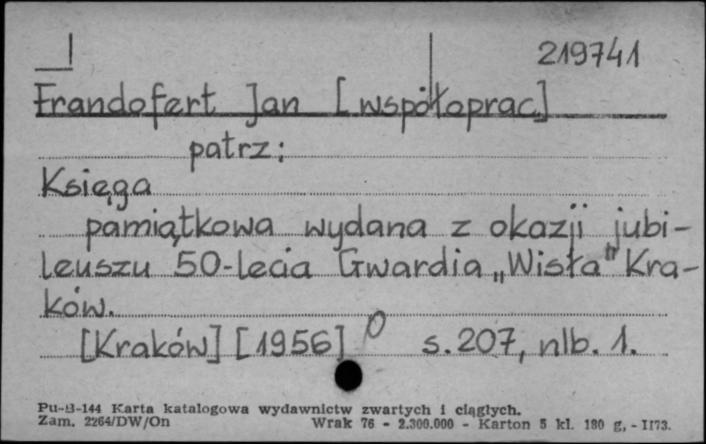 219741
Frandofert Jan [współoprac]
patrz:
Księga
pamiątkowa wydana z okazji jubi-
leuszu 50-lecia Gwardia „Wisła" Kra-
ków.
[Kraków] [1956] s. 207, nlb. 1.
Pu-B-144 Karta katalogowa wydawnictw zwartych i ciągłych.
Zam. 2264/DW/On Wrak 76 - 2.300.000 - Karton 5 kl. 180 g, - II73.